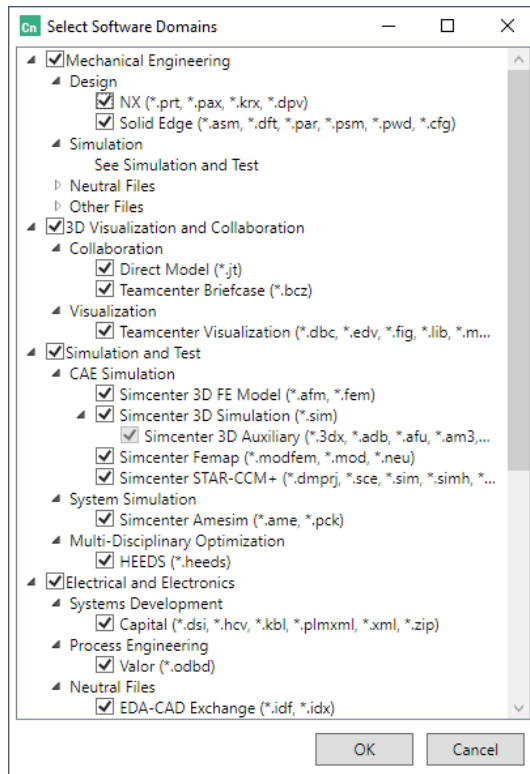 Cn Select Software Domains
Mechanical Engineering
Design
NX (*.prt, *.pax, *.krx, *.dpv)
Solid Edge (*.asm, *.dft, *.par, *.psm, *.pwd, *.cfg)
Simulation
See Simulation and Test
Neutral Files
Other Files
3D Visualization and Collaboration
Collaboration
Direct Model (*.jt)
Teamcenter Briefcase (*.bcz)
Visualization
Teamcenter Visualization (*.dbc, *.edv, *.fig, *.lib, *.m...
Simulation and Test
CAE Simulation
Simcenter 3D FE Model (*.afm, *.fem)
Simcenter 3D Simulation (*.sim)
Simcenter 3D Auxiliary (*.3dx, *.adb, *.afu, *.am3,...
Simcenter Femap (*.modfem, *.mod, *.neu)
Simcenter STAR-CCM+ (*.dmprj, *.sce, *.sim, *.simh, *...
System Simulation
Simcenter Amesim (*.ame, *.pck)
Multi-Disciplinary Optimization
HEEDS (*.heeds)
Electrical and Electronics
Systems Development
Capital (*.dsi, *.hcv, *.kbl, *.plmxml, *.xml, *.zip)
Process Engineering
Valor (*.odbd)
Neutral Files
EDA-CAD Exchange (*.idf, *.idx)
OK Cancel